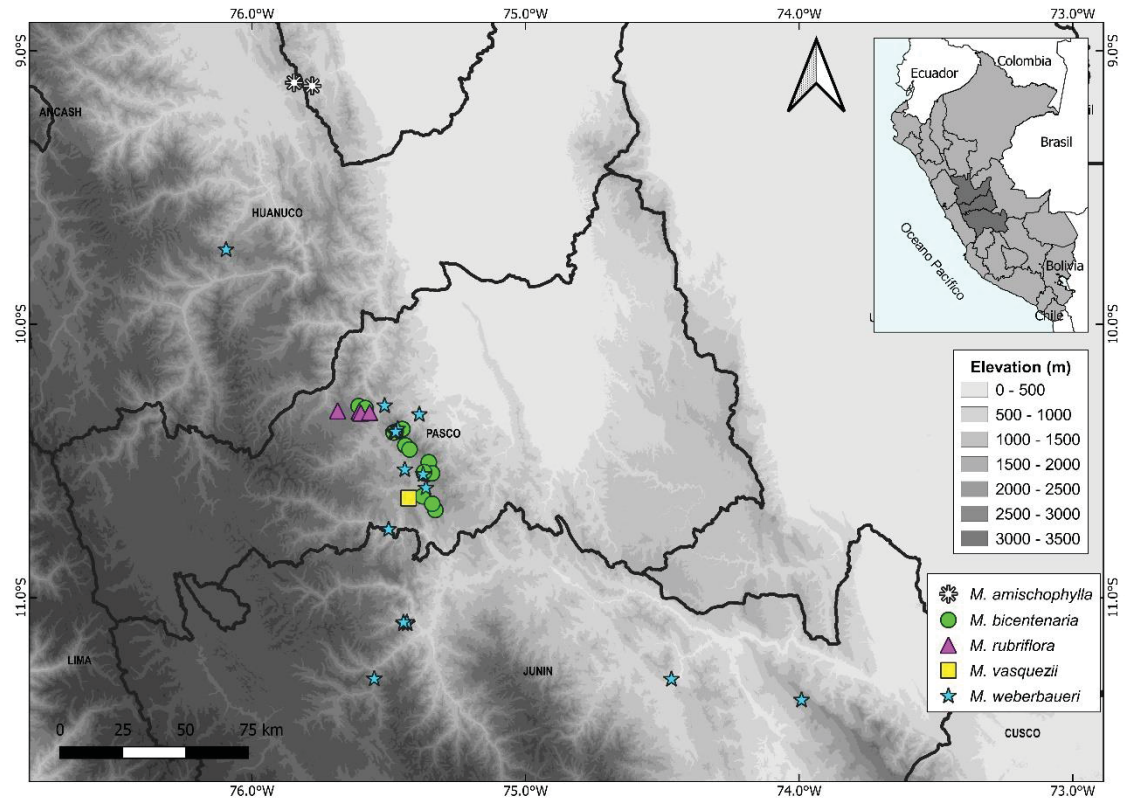 76.0°W 75.0°W 74.0°W 73.0°W
9.0°S 9.0°S
Ecuador
Colombia
Brasil
Oceano Pacífico
Bolivia
Chile
ANCASH
HUANUCO
10.0°S 10.0°S
Elevation (m)
0 - 500
500 - 1000
1000 - 1500
1500 - 2000
2000 - 2500
2500 - 3000
3000 - 3500
PASCO
11.0°S 11.0°S
M. amischophylla
M. bicentenaria
M. rubriflora
M. vasquezii
M. weberbaueri
LIMA
JUNIN
CUSCO
0 25 50 75 km
76.0°W 75.0°W 74.0°W 73.0°W